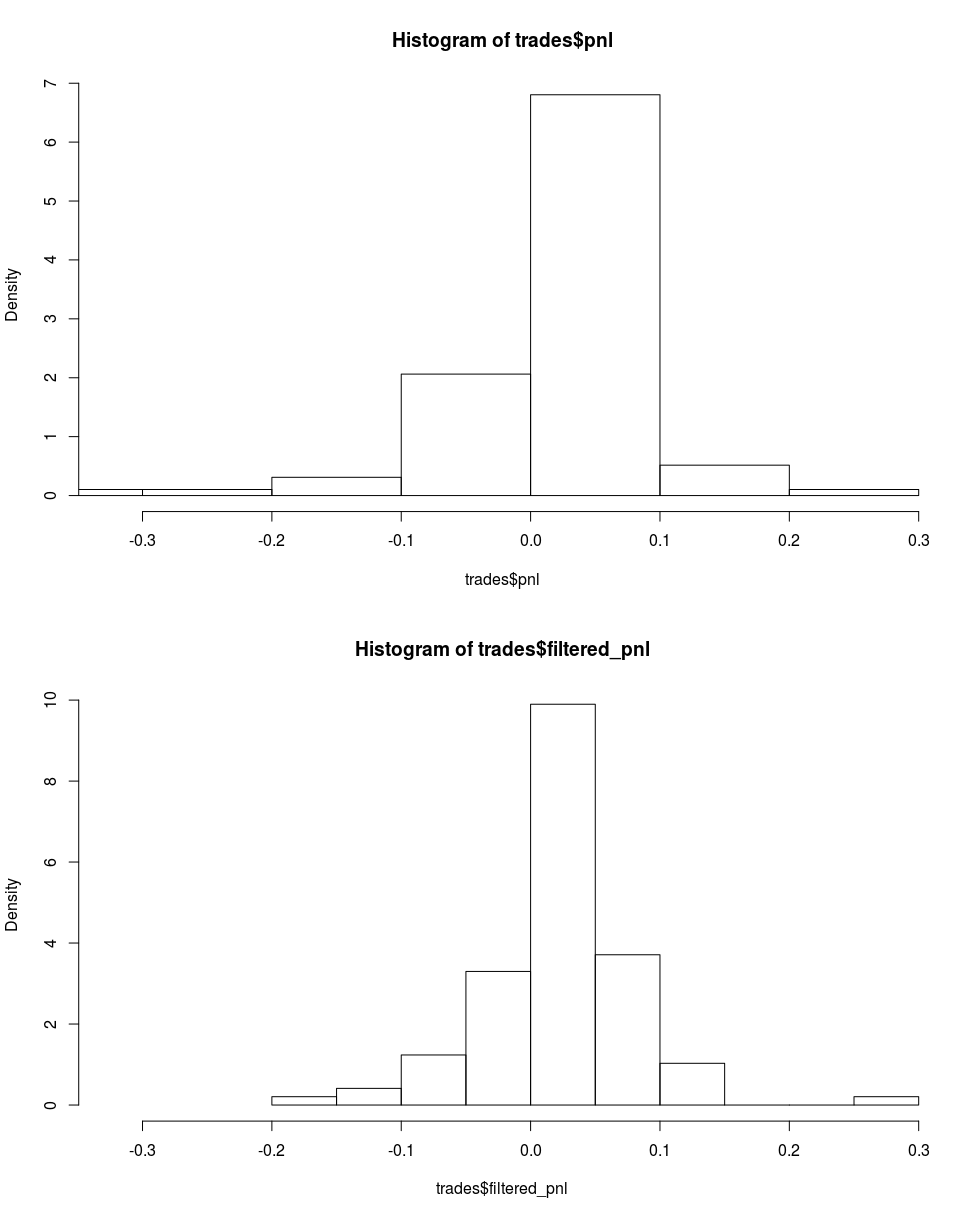 Histogram of trades$pnl
7
6
5
4
3
2
1
0
Density
-0.3 -0.2 -0.1 0.0 0.1 0.2 0.3
trades$pnl
Histogram of trades$filtered_pnl
10
8
6
4
2
0
Density
-0.3 -0.2 -0.1 0.0 0.1 0.2 0.3
trades$filtered_pnl